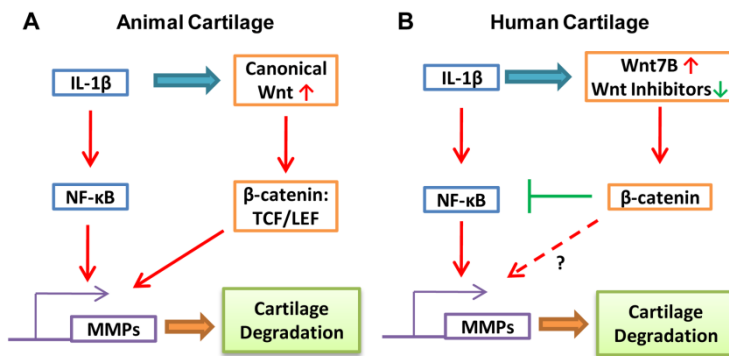 A
Animal Cartilage
IL-1β
Canonical
Wnt ↑
NF-κB
β-catenin:
TCF/LEF
MMPs
Cartilage
Degradation
B
Human Cartilage
IL-1β
Wnt7B ↑
Wnt Inhibitors↓
NF-κB
β-catenin
?
MMPs
Cartilage
Degradation